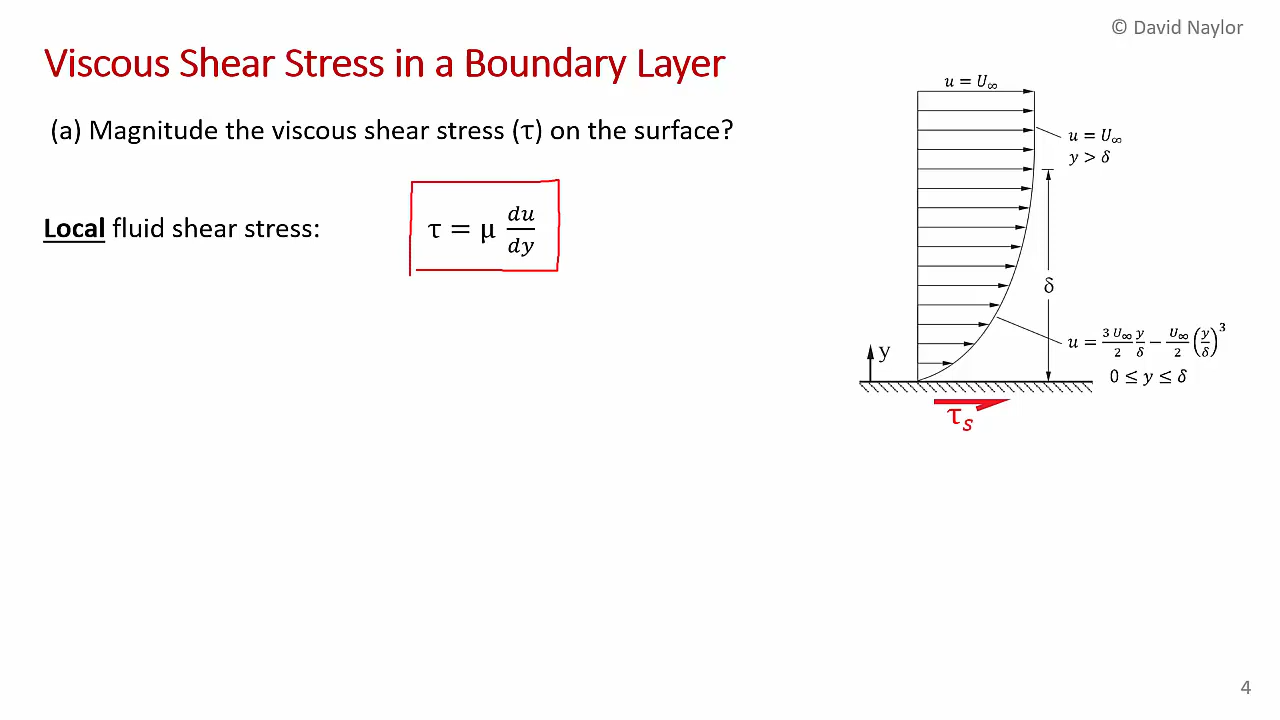 © David Naylor
Viscous Shear Stress in a Boundary Layer
(a) Magnitude the viscous shear stress (τ) on the surface?
Local fluid shear stress:
τ = μ du/dy
u = U∞
u = U∞
y > δ
δ
u = 3 U∞/2 y/δ − U∞/2 (y/δ)^3
0 ≤ y ≤ δ
y
τs
4